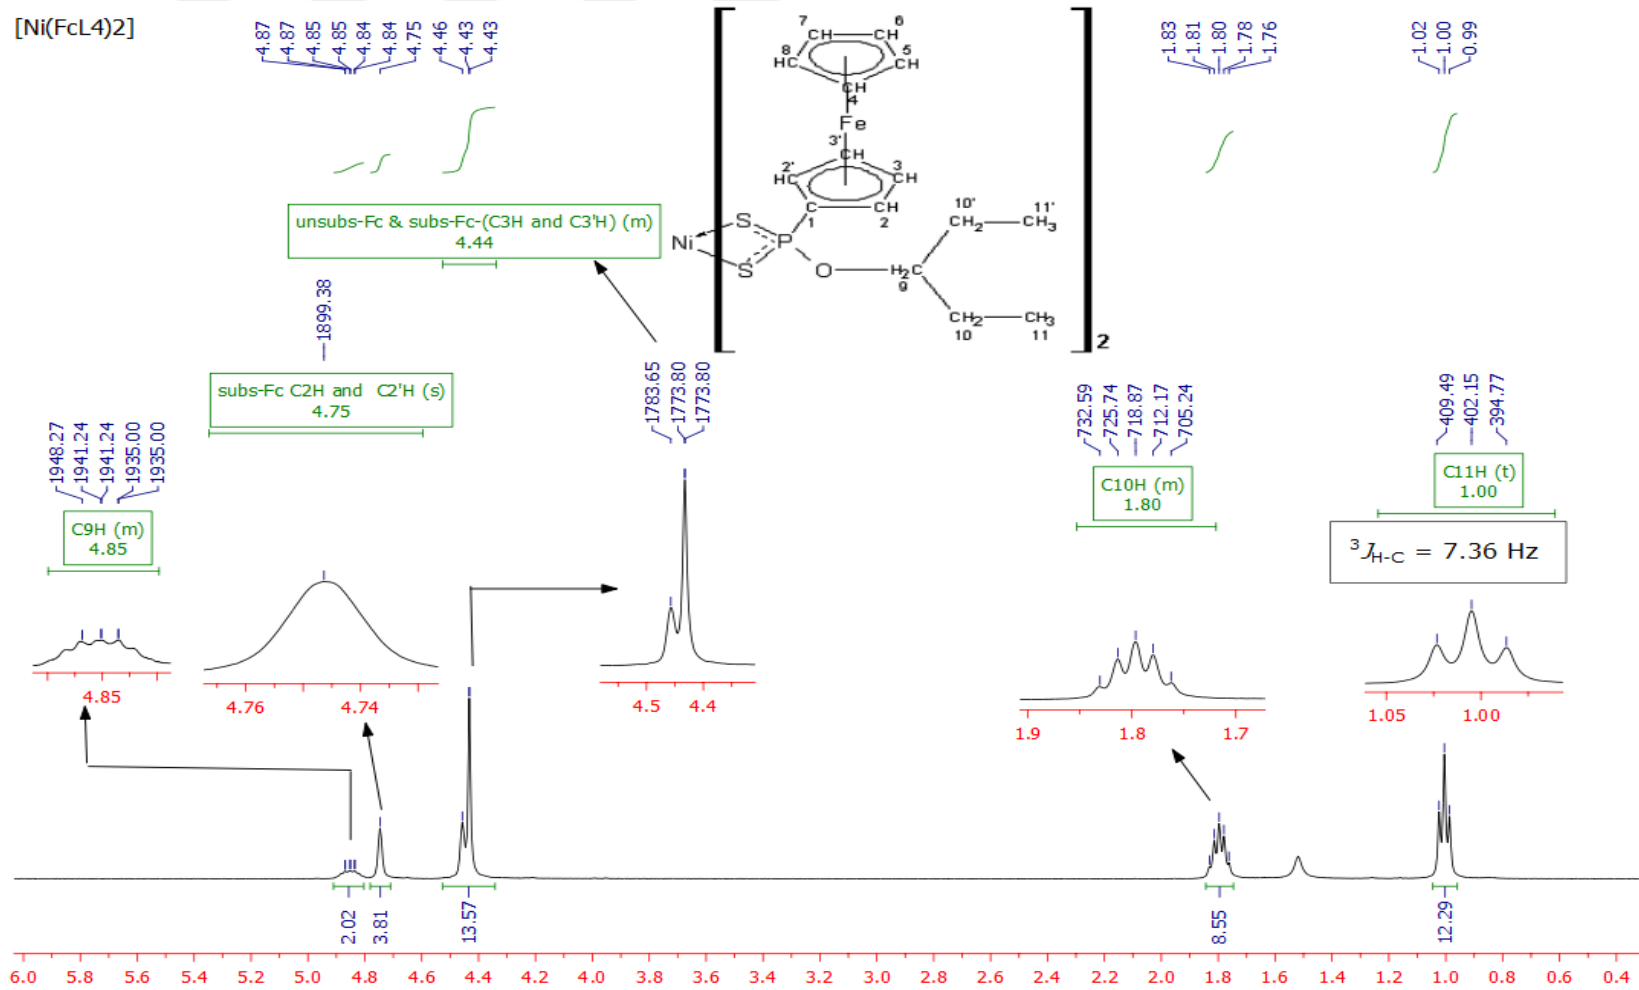 [Ni(FcL4)2]
4.87
4.87
4.85
4.85
4.84
4.84
4.75
4.46
4.43
4.43
1.83
1.81
1.80
1.78
1.76
1.02
1.00
0.99
7
6
CH
CH
8
5
HC
CH
CH
4
Fe
3'
CH
2'
3
HC
CH
CH
1
2
S
Ni
P
S
O
H2C
9
10'
11'
CH2
CH3
CH2
CH3
10
11
2
unsubs-Fc & subs-Fc-(C3H and C3'H) (m)
4.44
1899.38
subs-Fc C2H and C2'H (s)
4.75
1783.65
1773.80
1773.80
732.59
725.74
718.87
712.17
705.24
409.49
402.15
394.77
1948.27
1941.24
1941.24
1935.00
1935.00
C9H (m)
4.85
C10H (m)
1.80
C11H (t)
1.00
³J_H-C = 7.36 Hz
4.85
4.76
4.74
4.5
4.4
1.9
1.8
1.7
1.05
1.00
2.02
3.81
13.57
8.55
12.29
6.0 5.8 5.6 5.4 5.2 5.0 4.8 4.6 4.4 4.2 4.0 3.8 3.6 3.4 3.2 3.0 2.8 2.6 2.4 2.2 2.0 1.8 1.6 1.4 1.2 1.0 0.8 0.6 0.4